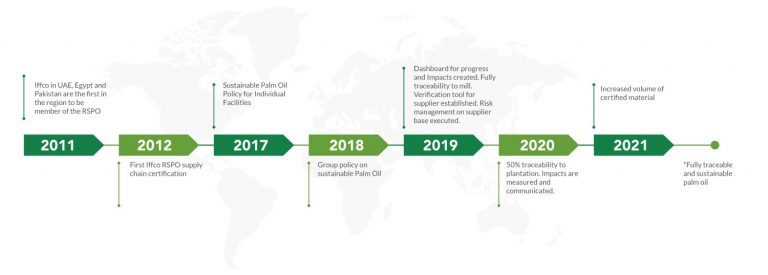 2011
Iffco in UAE, Egypt and
Pakistan are the first in
the region to be
member of the RSPO
2012
First Iffco RSPO supply
chain certification
2017
Sustainable Palm Oil
Policy for Individual
Facilities
2018
Group policy on
sustainable Palm Oil
2019
Dashboard for progress
and Impacts created. Fully
traceability to mill.
Verification tool for
supplier established. Risk
management on supplier
base executed.
2020
50% traceability to
plantation. Impacts are
measured and
communicated.
2021
Increased volume of
certified material
*Fully traceable
and sustainable
palm oil